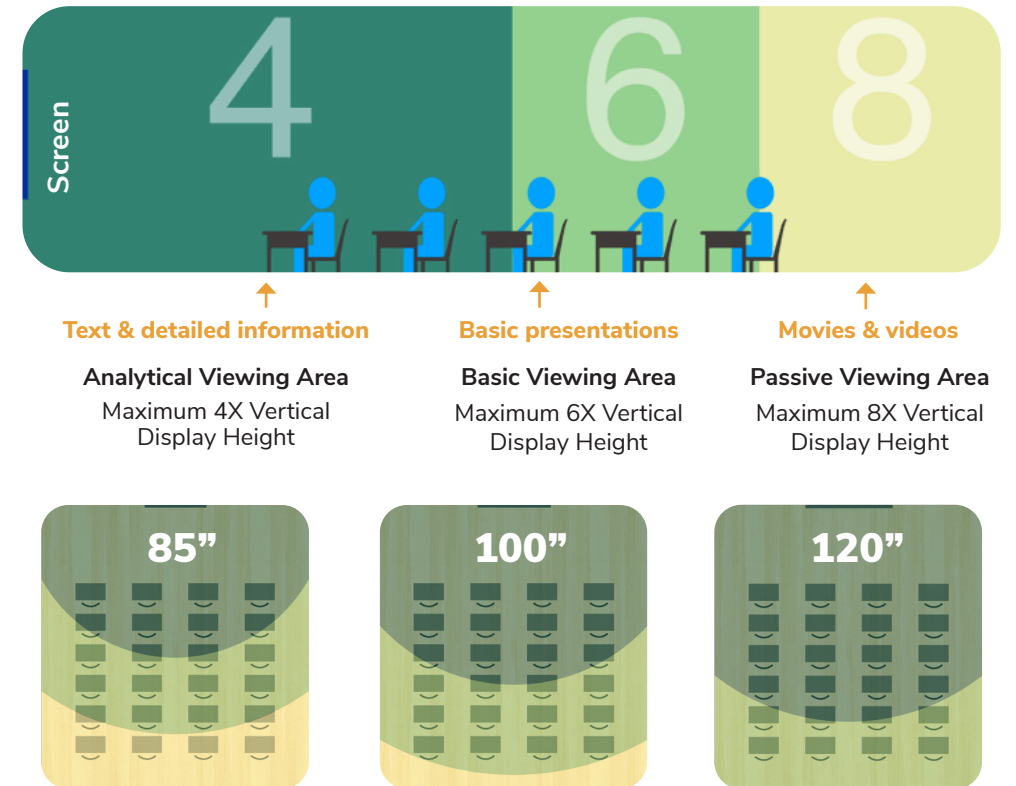 4
6
8
Screen
Text & detailed information
Analytical Viewing Area
Maximum 4X Vertical
Display Height
Basic presentations
Basic Viewing Area
Maximum 6X Vertical
Display Height
Movies & videos
Passive Viewing Area
Maximum 8X Vertical
Display Height
85”
100”
120”